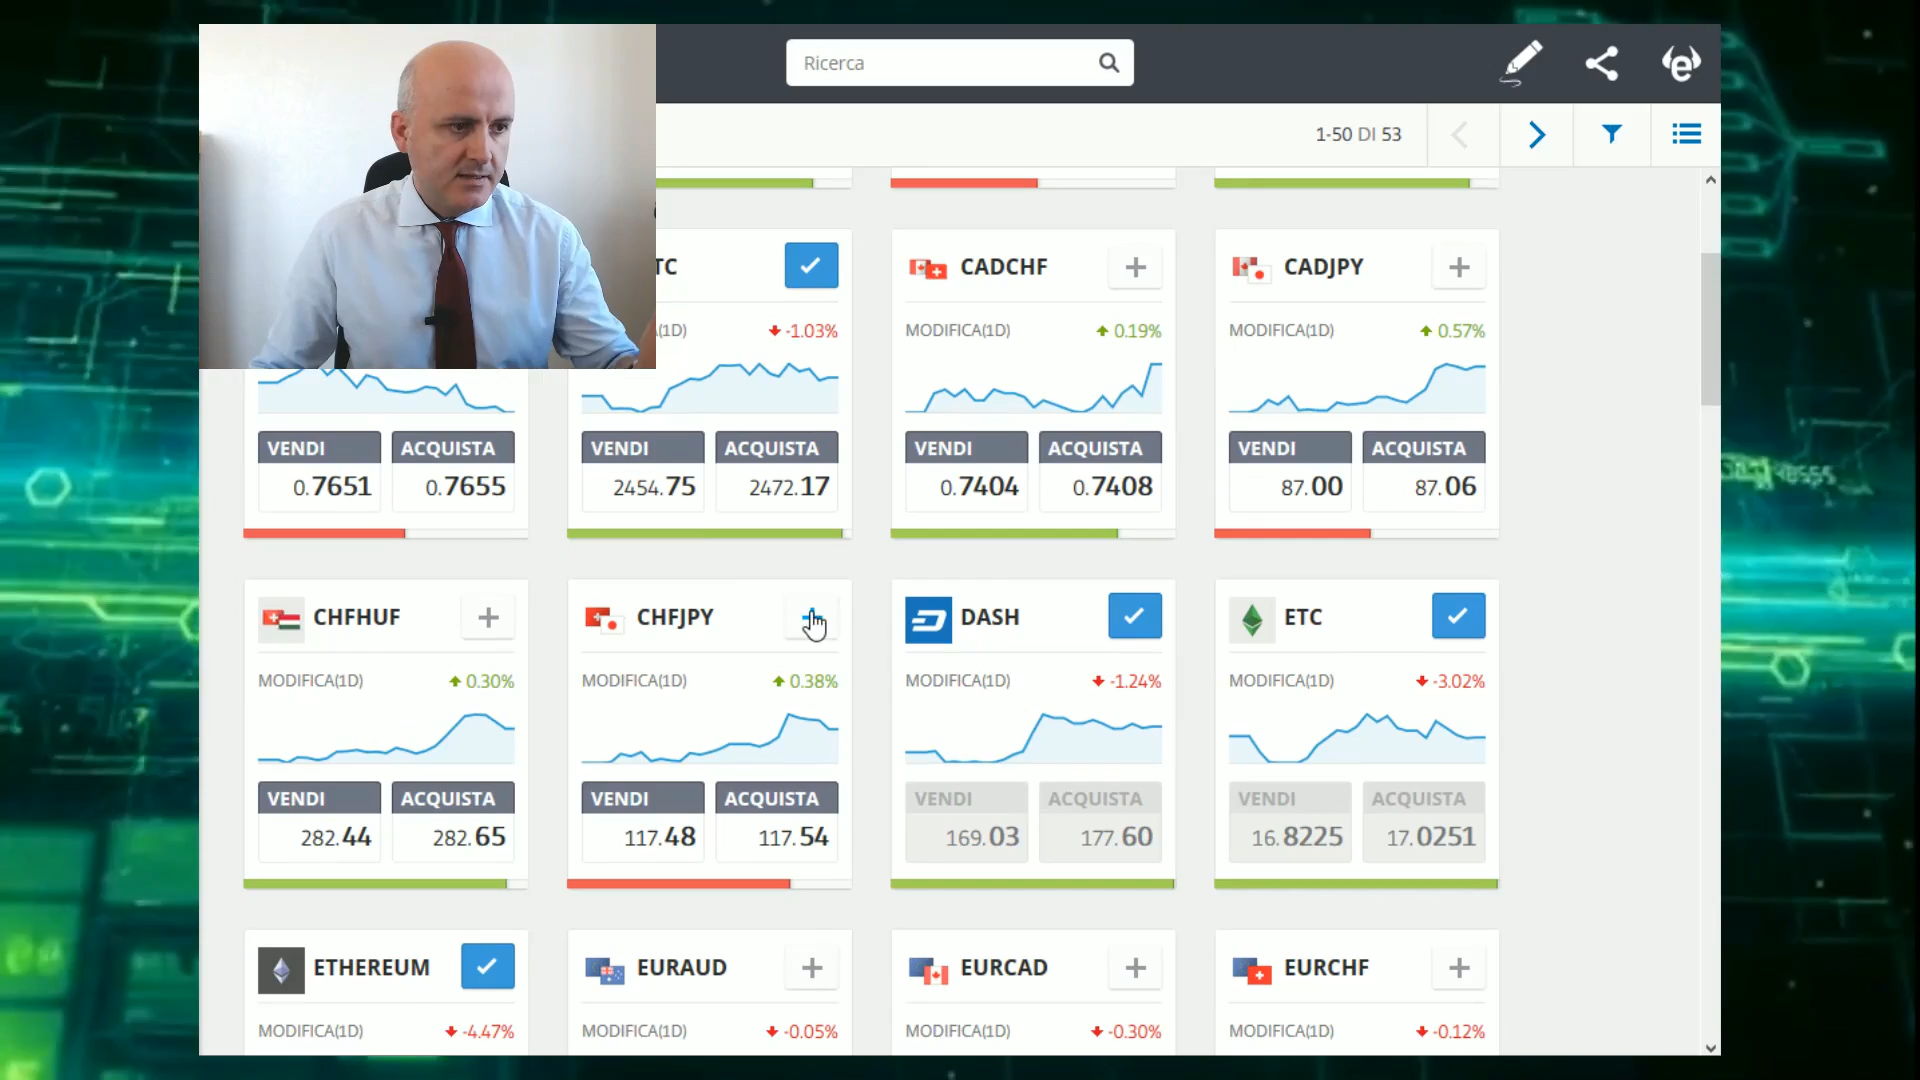 Ricerca
e
1-50 DI 53
TC
CADCHF
CADJPY
(1D)
-1.03%
MODIFICA(1D)
0.19%
MODIFICA(1D)
0.57%
VENDI
ACQUISTA
VENDI
ACQUISTA
VENDI
ACQUISTA
VENDI
ACQUISTA
0.7651
0.7655
2454.75
2472.17
0.7404
0.7408
87.00
87.06
CHFHUF
CHFJPY
DASH
ETC
MODIFICA(1D)
0.30%
MODIFICA(1D)
0.38%
MODIFICA(1D)
-1.24%
MODIFICA(1D)
-3.02%
VENDI
ACQUISTA
VENDI
ACQUISTA
VENDI
ACQUISTA
VENDI
ACQUISTA
282.44
282.65
117.48
117.54
169.03
177.60
16.8225
17.0251
ETHEREUM
EURAUD
EURCAD
EURCHF
MODIFICA(1D)
-4.47%
MODIFICA(1D)
-0.05%
MODIFICA(1D)
-0.30%
MODIFICA(1D)
-0.12%